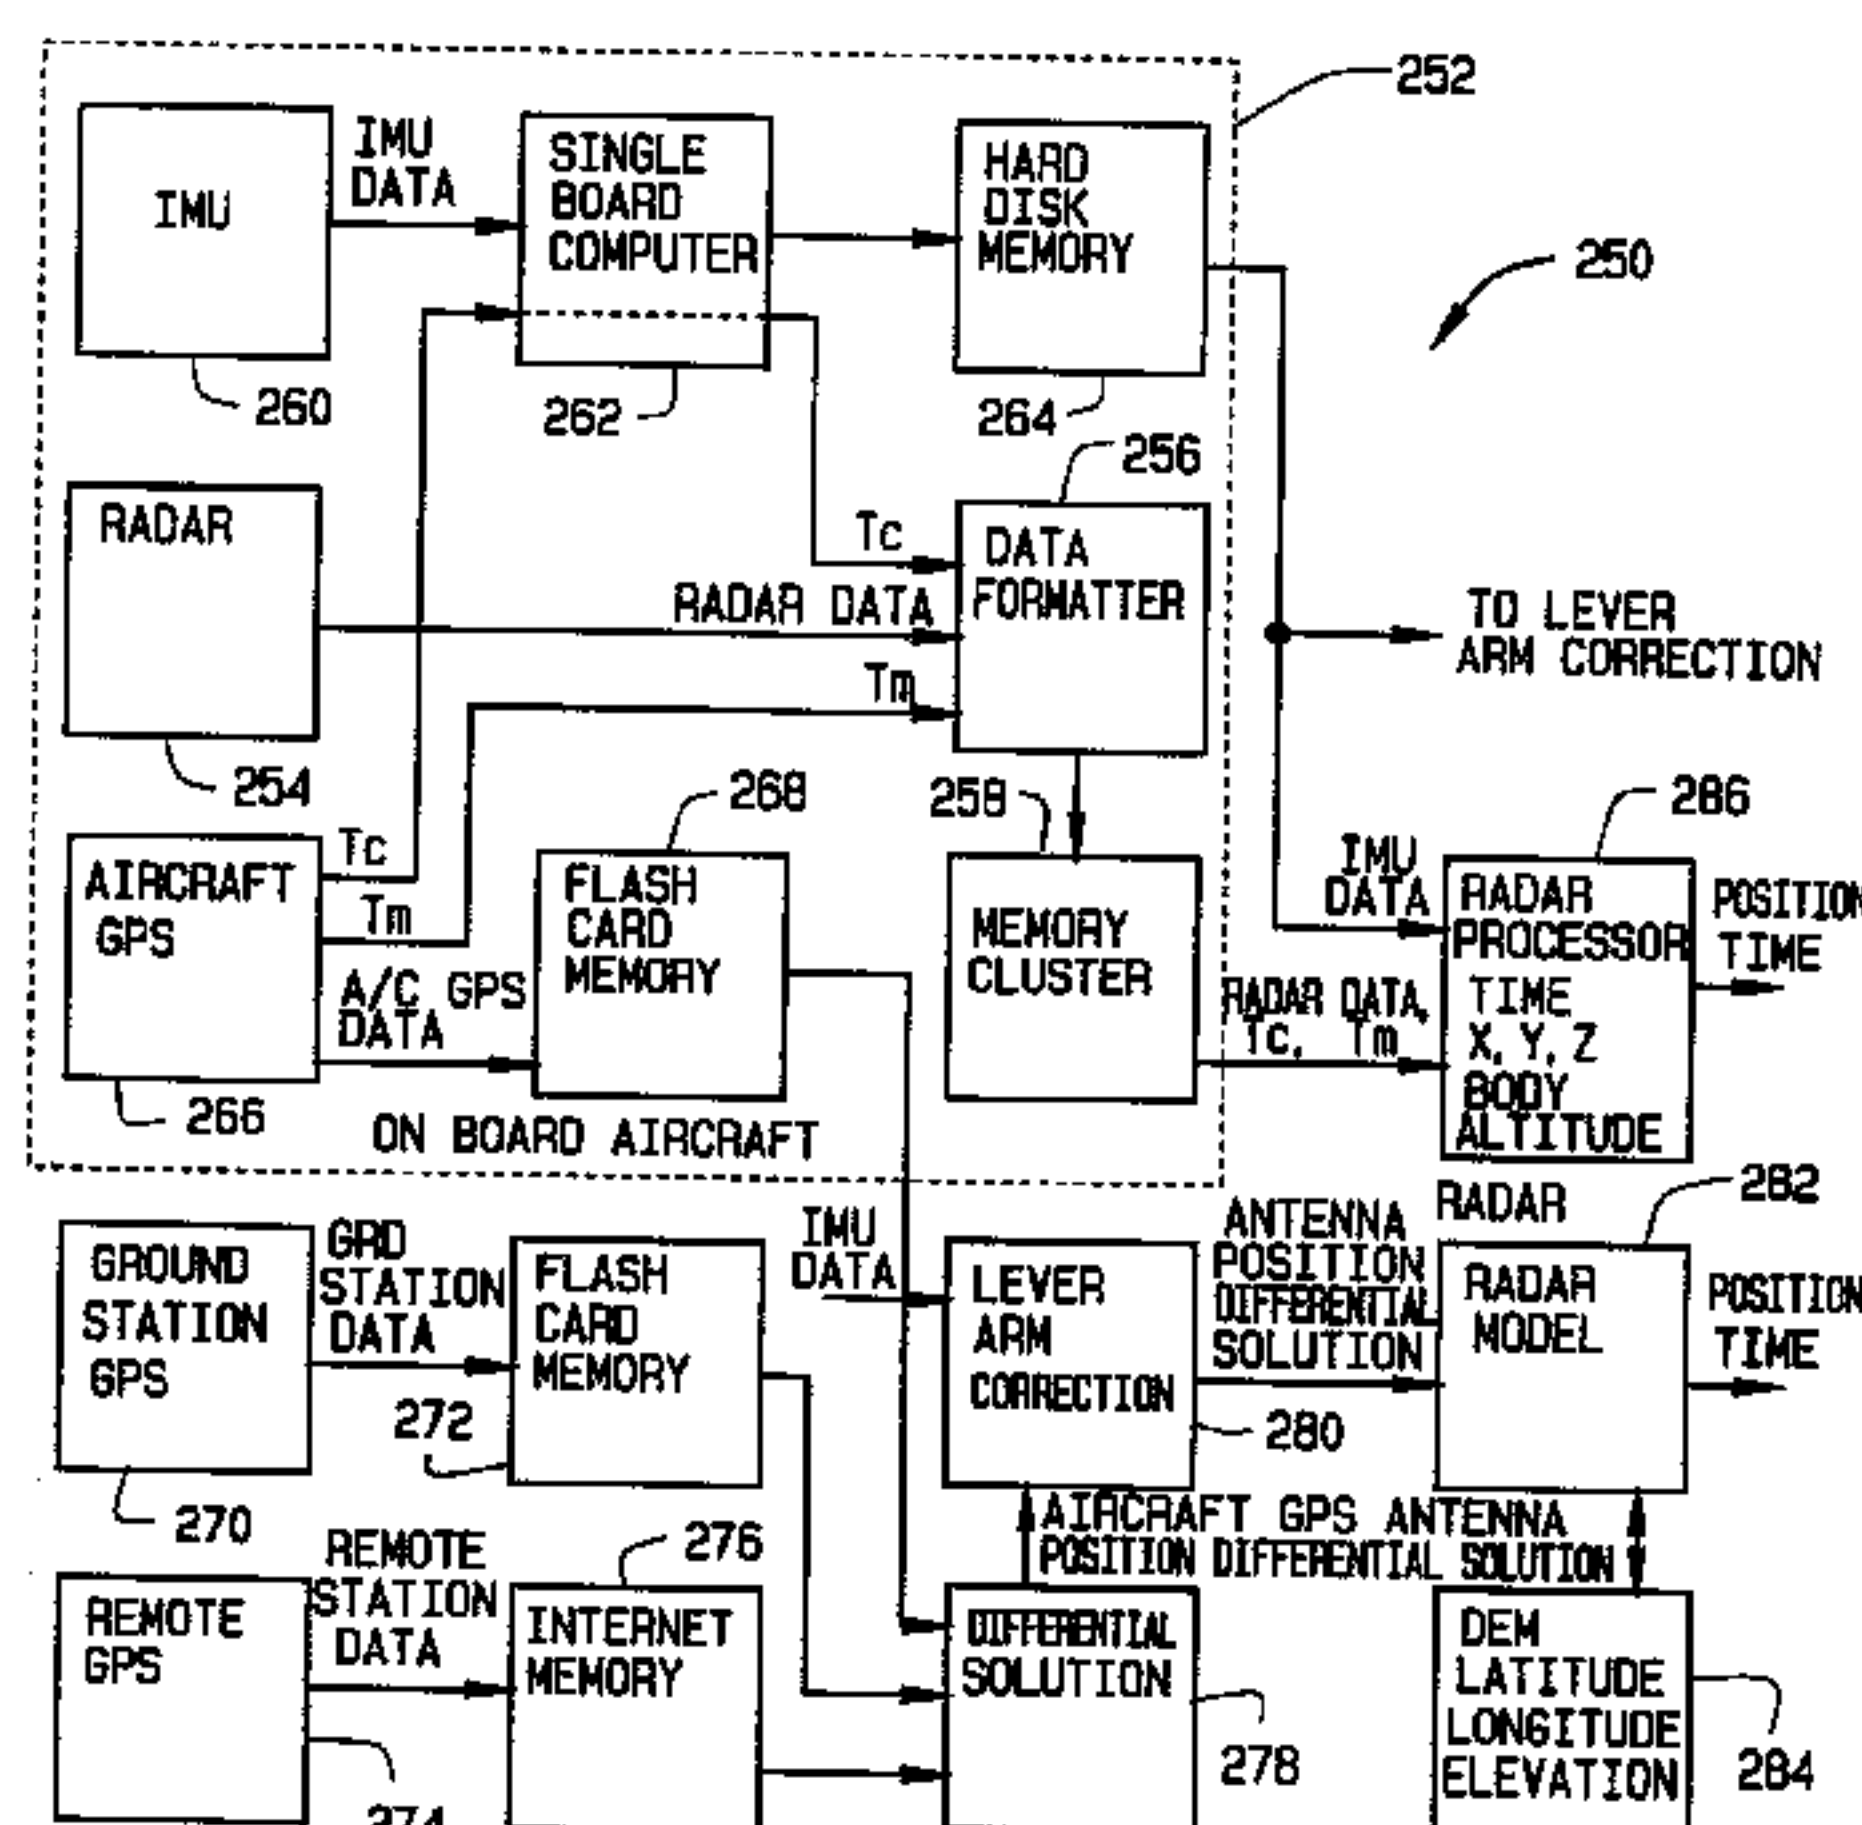 252
IMU
IMU
DATA
SINGLE
BOARD
COMPUTER
HARD
DISK
MEMORY
250
260
262
264
256
RADAR
Tc
DATA
FORMATTER
RADAR DATA
Tm
TO LEVER
ARM CORRECTION
254
268
258
286
AIRCRAFT
GPS
Tc
Tm
A/C GPS
DATA
FLASH
CARD
MEMORY
MEMORY
CLUSTER
IMU
DATA
RADAR DATA,
Tc, Tm
RADAR
PROCESSOR
TIME
X, Y, Z
BODY
ALTITUDE
POSITION
TIME
266
ON BOARD AIRCRAFT
282
GROUND
STATION
GPS
GRD
STATION
DATA
272
FLASH
CARD
MEMORY
IMU
DATA
LEVER
ARM
CORRECTION
ANTENNA
POSITION
DIFFERENTIAL
SOLUTION
RADAR
RADAR
MODEL
POSITION
TIME
280
270
AIRCRAFT GPS ANTENNA
POSITION DIFFERENTIAL SOLUTION
REMOTE
STATION
DATA
276
REMOTE
GPS
INTERNET
MEMORY
DIFFERENTIAL
SOLUTION
DEM
LATITUDE
LONGITUDE
ELEVATION
278
284
274